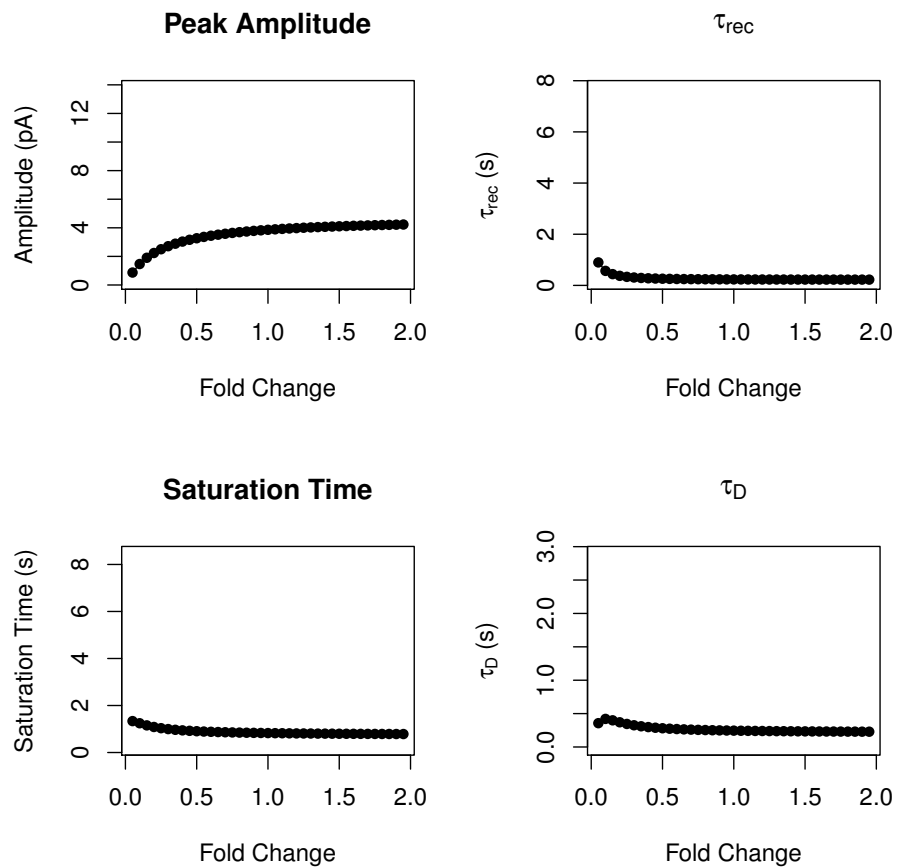 Peak Amplitude
Amplitude (pA)
0 4 8 12
0.0 0.5 1.0 1.5 2.0
Fold Change
τrec
τrec (s)
0 2 4 6 8
0.0 0.5 1.0 1.5 2.0
Fold Change
Saturation Time
Saturation Time (s)
0 2 4 6 8
0.0 0.5 1.0 1.5 2.0
Fold Change
τD
τD (s)
0.0 1.0 2.0 3.0
0.0 0.5 1.0 1.5 2.0
Fold Change